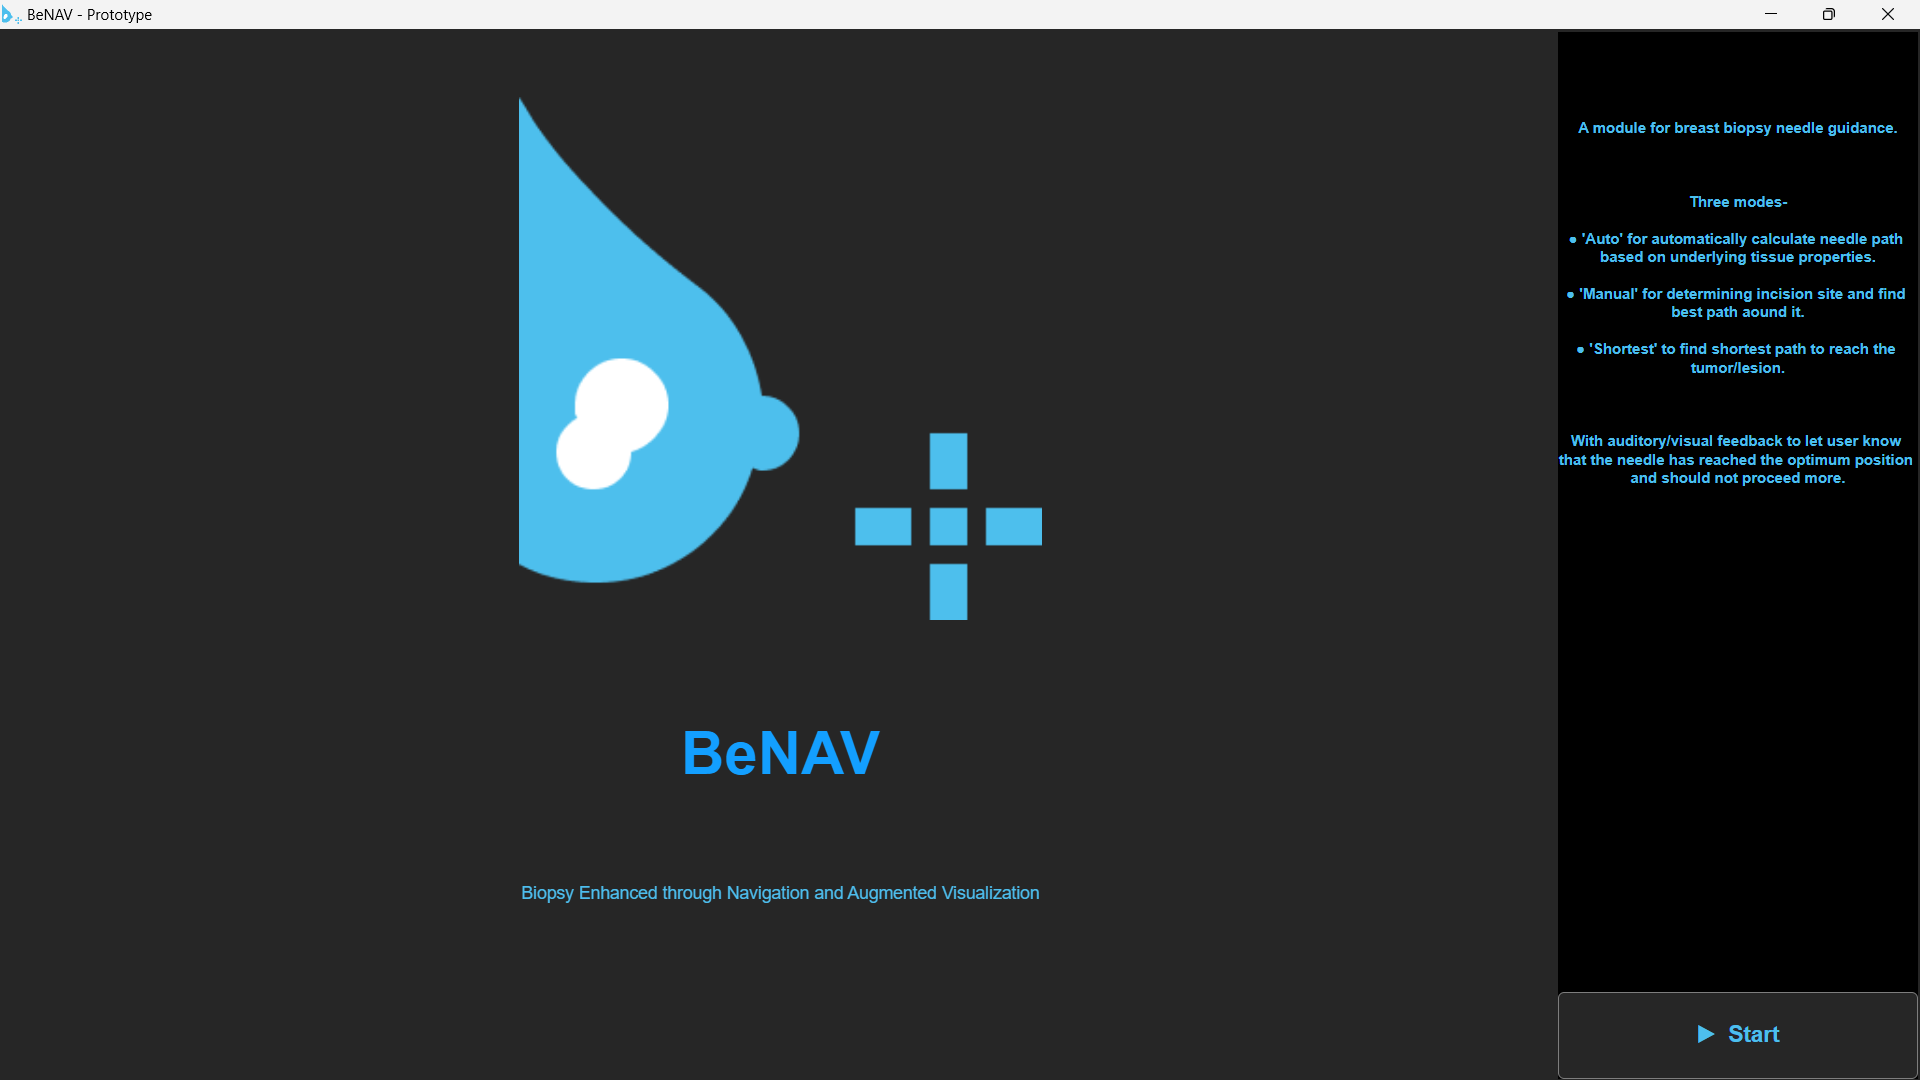 BeNAV - Prototype
A module for breast biopsy needle guidance.
Three modes-
● 'Auto' for automatically calculate needle path
based on underlying tissue properties.
● 'Manual' for determining incision site and find
best path aound it.
● 'Shortest' to find shortest path to reach the
tumor/lesion.
With auditory/visual feedback to let user know
that the needle has reached the optimum position
and should not proceed more.
BeNAV
Biopsy Enhanced through Navigation and Augmented Visualization
Start